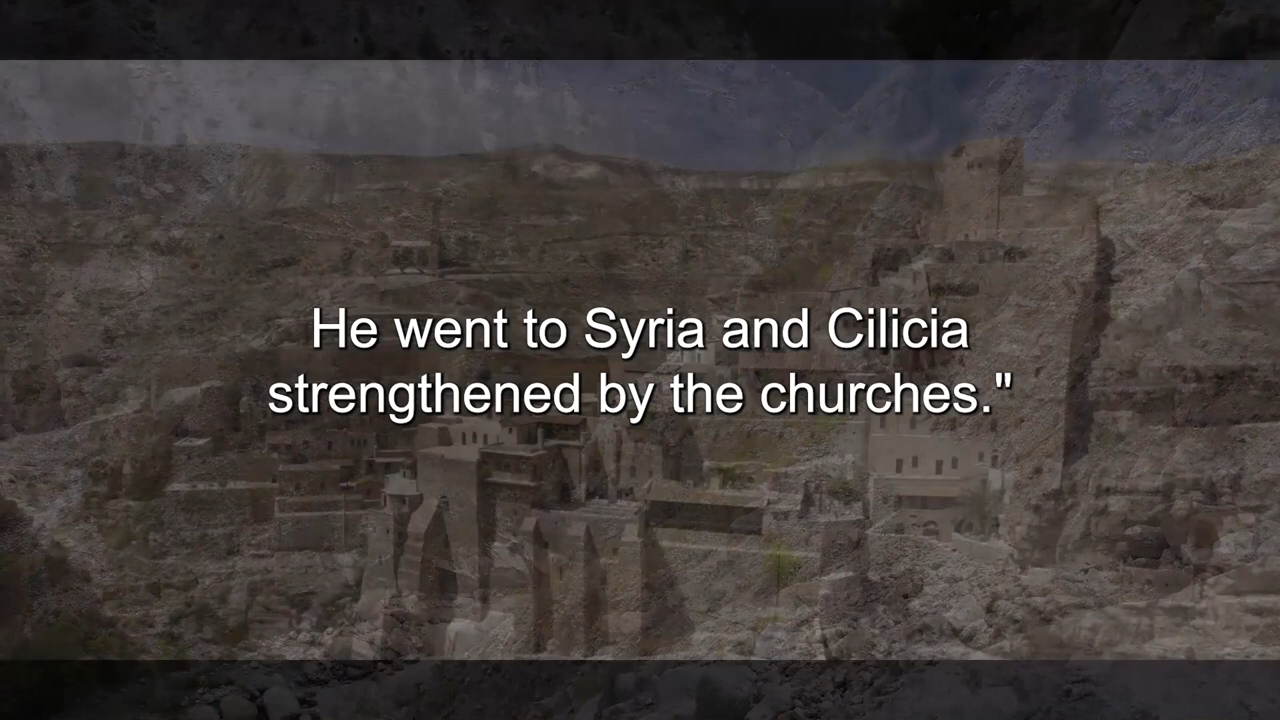 He went to Syria and Cilicia
strengthened by the churches."